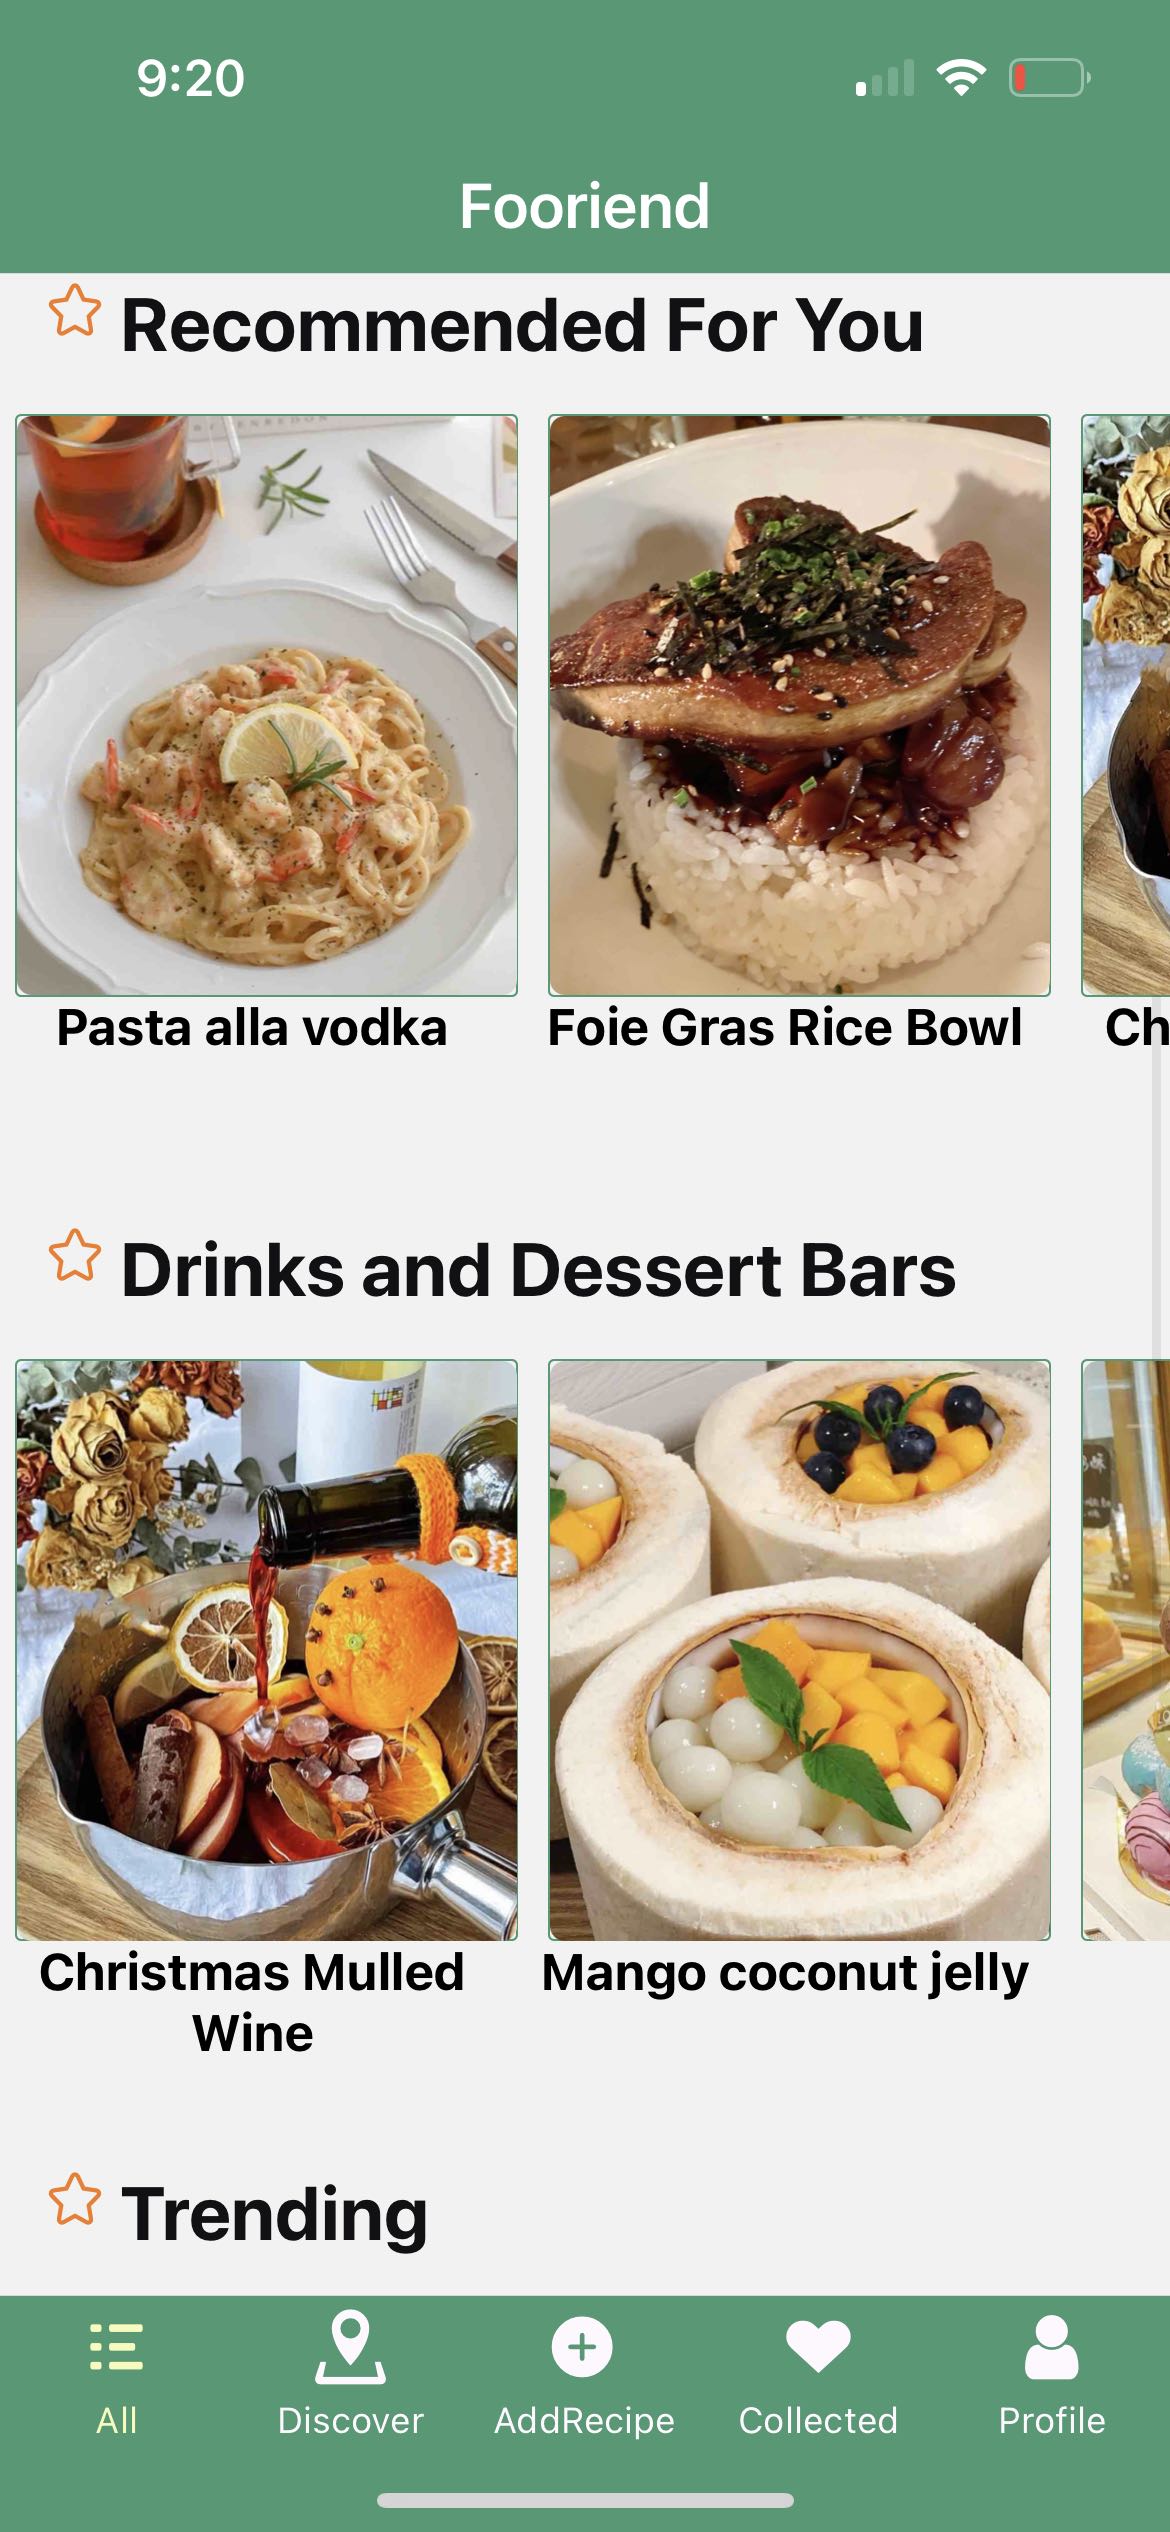 9:20
Fooriend
Recommended For You
Pasta alla vodka
Foie Gras Rice Bowl
Ch
Drinks and Dessert Bars
Christmas Mulled
Wine
Mango coconut jelly
Trending
All
Discover
AddRecipe
Collected
Profile